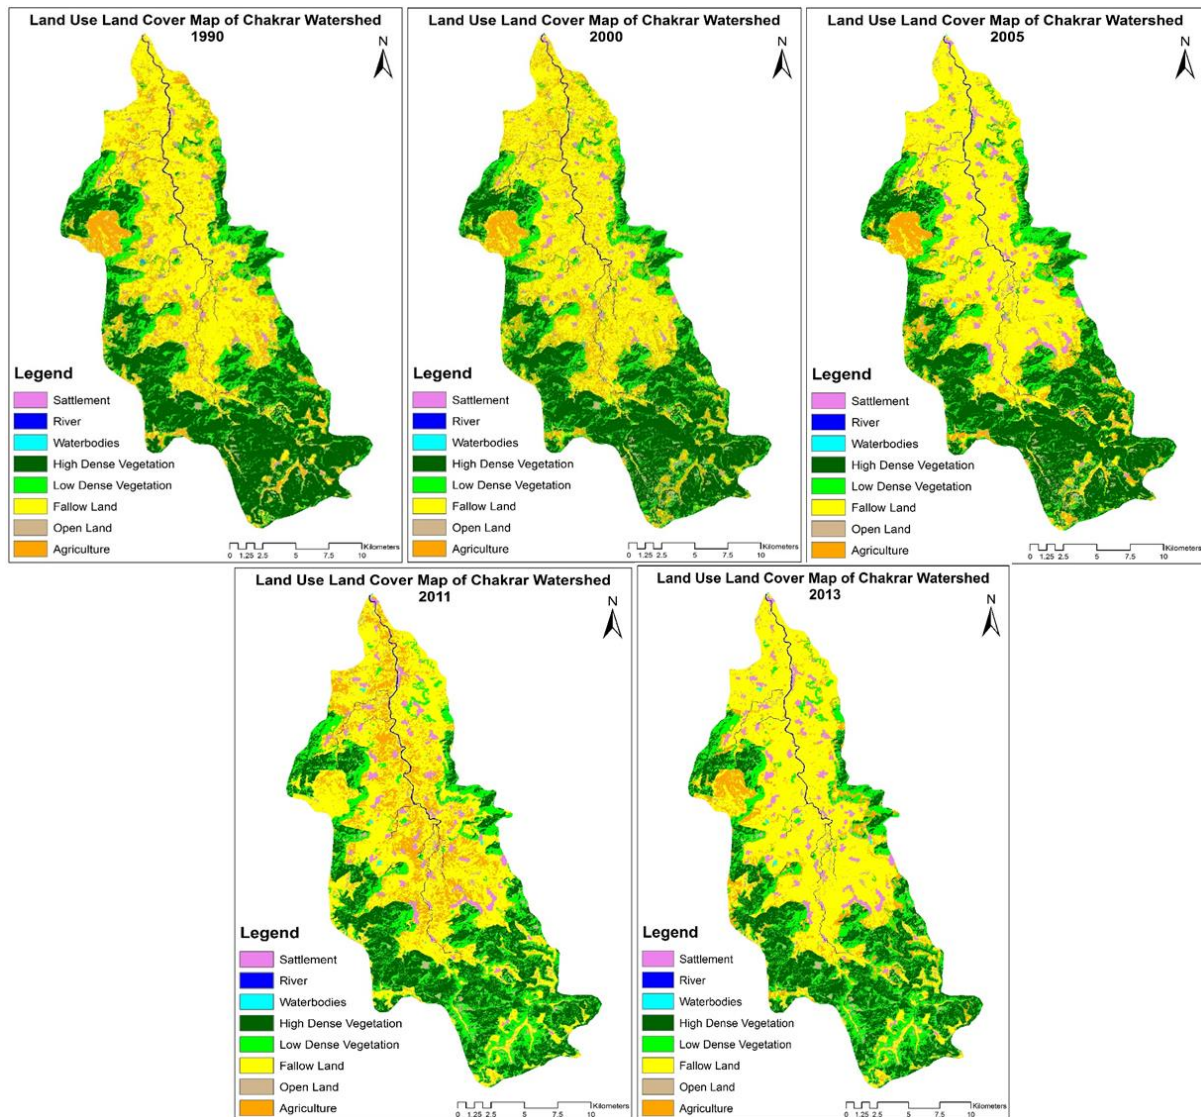 Land Use Land Cover Map of Chakrar Watershed
1990
N
Legend
Sattlement
River
Waterbodies
High Dense Vegetation
Low Dense Vegetation
Fallow Land
Open Land
Agriculture
Kilometers
0 1.25 2.5 5 7.5 10
Land Use Land Cover Map of Chakrar Watershed
2000
N
Legend
Sattlement
River
Waterbodies
High Dense Vegetation
Low Dense Vegetation
Fallow Land
Open Land
Agriculture
Kilometers
0 1.25 2.5 5 7.5 10
Land Use Land Cover Map of Chakrar Watershed
2005
N
Legend
Sattlement
River
Waterbodies
High Dense Vegetation
Low Dense Vegetation
Fallow Land
Open Land
Agriculture
Kilometers
0 1.25 2.5 5 7.5 10
Land Use Land Cover Map of Chakrar Watershed
2011
N
Legend
Sattlement
River
Waterbodies
High Dense Vegetation
Low Dense Vegetation
Fallow Land
Open Land
Agriculture
Kilometers
0 1.25 2.5 5 7.5 10
Land Use Land Cover Map of Chakrar Watershed
2013
N
Legend
Sattlement
River
Waterbodies
High Dense Vegetation
Low Dense Vegetation
Fallow Land
Open Land
Agriculture
Kilometers
0 1.25 2.5 5 7.5 10